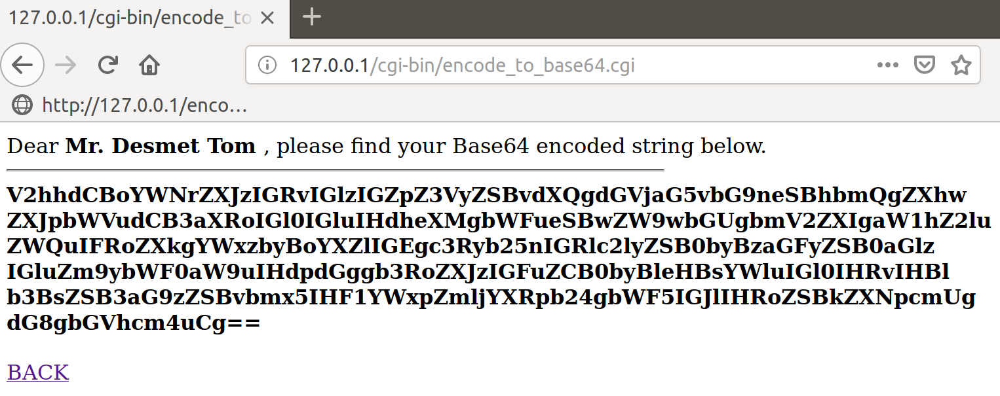 127.0.0.1/cgi-bin/encode_to
127.0.0.1/cgi-bin/encode_to_base64.cgi
http://127.0.0.1/enco…
Dear Mr. Desmet Tom , please find your Base64 encoded string below.
V2hhdCBoYWNrZXJzIGRvIGlzIGZpZ3VyZSBvdXQgdGVjaG5vbG9neSBhbmQgZXhw
ZXJpbWVudCB3aXRoIGl0IGluIHdheXMgbWFueSBwZW9wbGUgbmV2ZXIgaW1hZ2lu
ZWQuIFRoZXkgYWxzbyBoYXZlIGEgc3Ryb25nIGRlc2lyZSB0byBzaGFyZSB0aGlz
IGluZm9ybWF0aW9uIHdpdGggb3RoZXJzIGFuZCB0byBleHBsYWluIGl0IHRvIHBl
b3BsZSB3aG9zZSBvbmx5IHF1YWxpZmljYXRpb24gbWF5IGJlIHRoZSBkZXNpcmUg
dG8gbGVhcm4uCg==
BACK